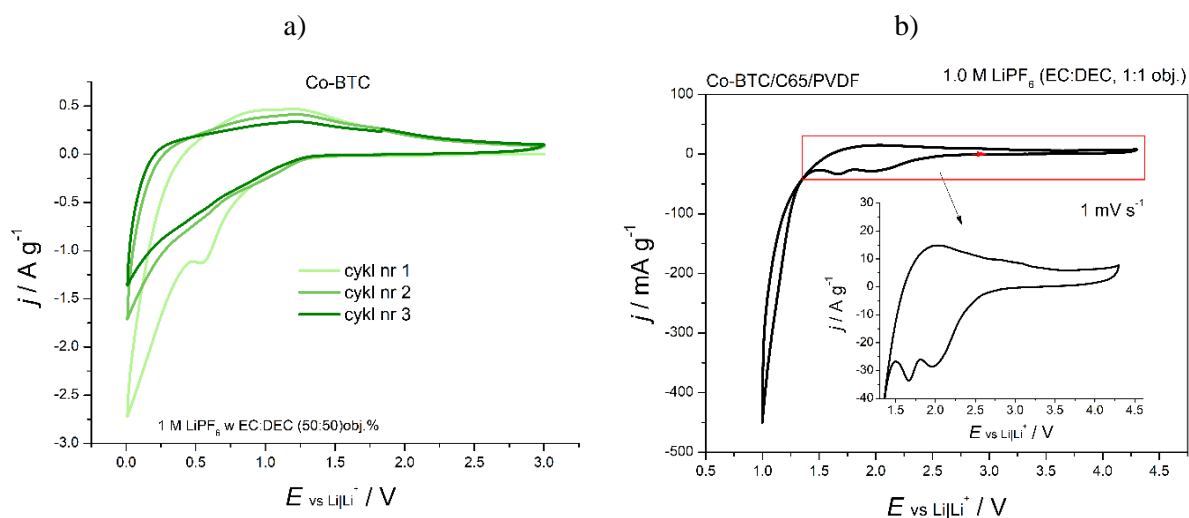 a)
Co-BTC
0.5
0.0
-0.5
-1.0
-1.5
-2.0
-2.5
-3.0
j / A g⁻¹
cykl nr 1
cykl nr 2
cykl nr 3
1 M LiPF₆ w EC:DEC (50:50)obj.%
0.0 0.5 1.0 1.5 2.0 2.5 3.0
E vs Li|Li⁺ / V
b)
Co-BTC/C65/PVDF
1.0 M LiPF₆ (EC:DEC, 1:1 obj.)
100
0
-100
-200
-300
-400
-500
j / mA g⁻¹
1 mV s⁻¹
30
20
10
0
-10
-20
-30
-40
j / A g⁻¹
1.5 2.0 2.5 3.0 3.5 4.0 4.5
E vs Li|Li⁺ / V
0.5 1.0 1.5 2.0 2.5 3.0 3.5 4.0 4.5
E vs Li|Li⁺ / V